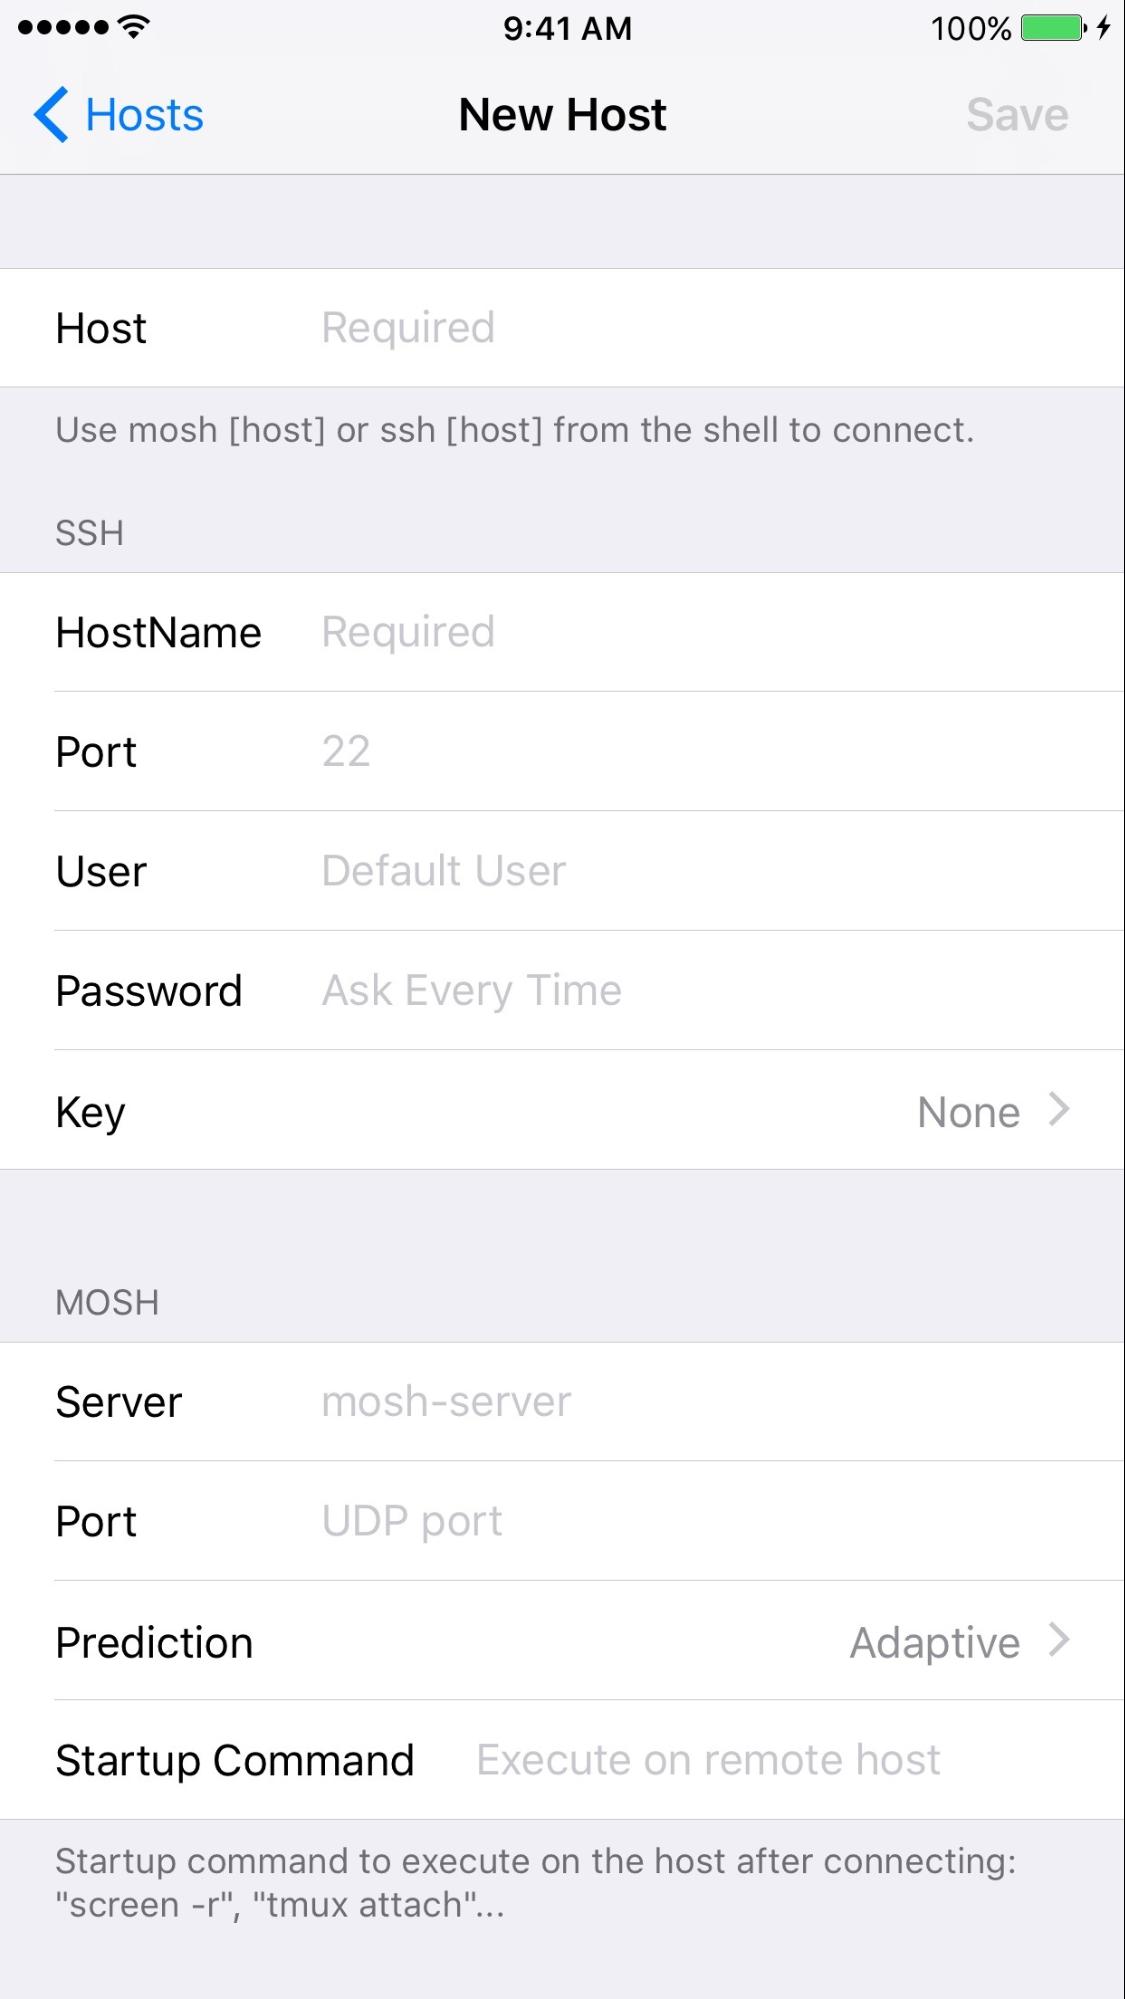 9:41 AM 100%
Hosts New Host Save
Host Required
Use mosh [host] or ssh [host] from the shell to connect.
SSH
HostName Required
Port 22
User Default User
Password Ask Every Time
Key None
MOSH
Server mosh-server
Port UDP port
Prediction Adaptive
Startup Command Execute on remote host
Startup command to execute on the host after connecting:
"screen -r", "tmux attach"...